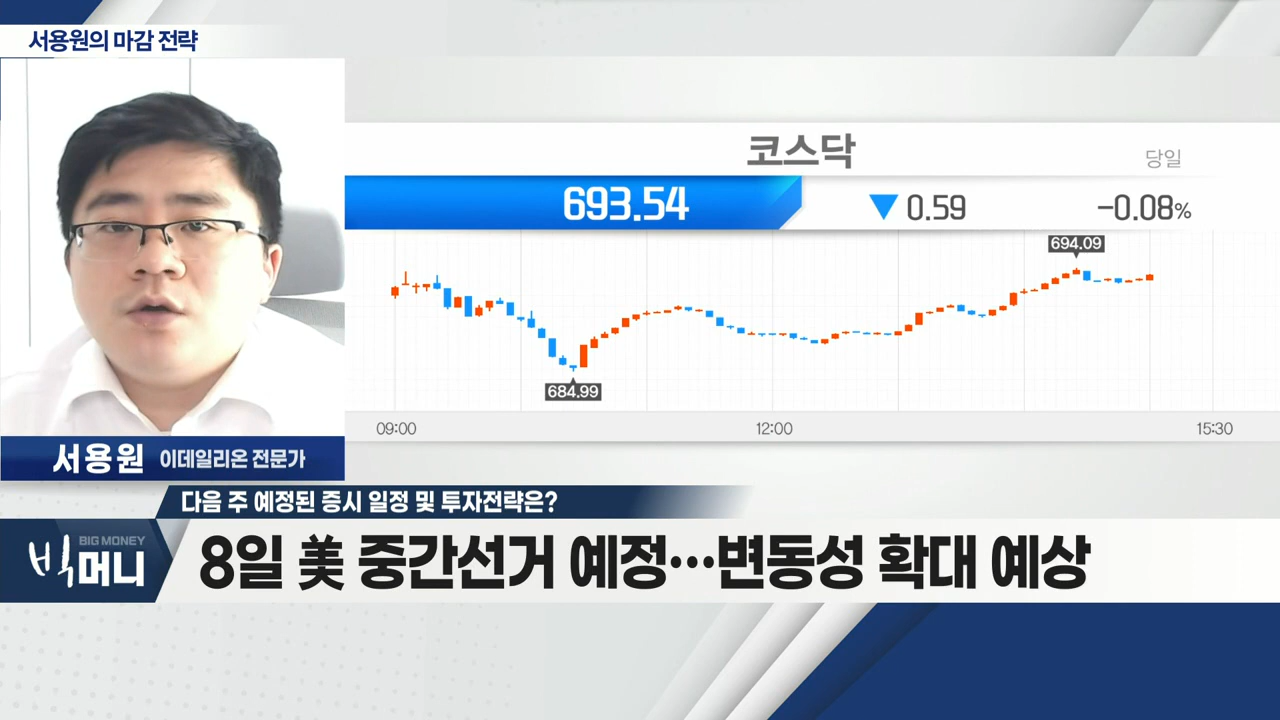 서용원의 마감 전략
코스닥
당일
693.54 ▼ 0.59 -0.08%
694.09
684.99
09:00 12:00 15:30
서용원 이데일리온 전문가
다음 주 예정된 증시 일정 및 투자전략은?
BIG MONEY
빅머니
8일 美 중간선거 예정…변동성 확대 예상